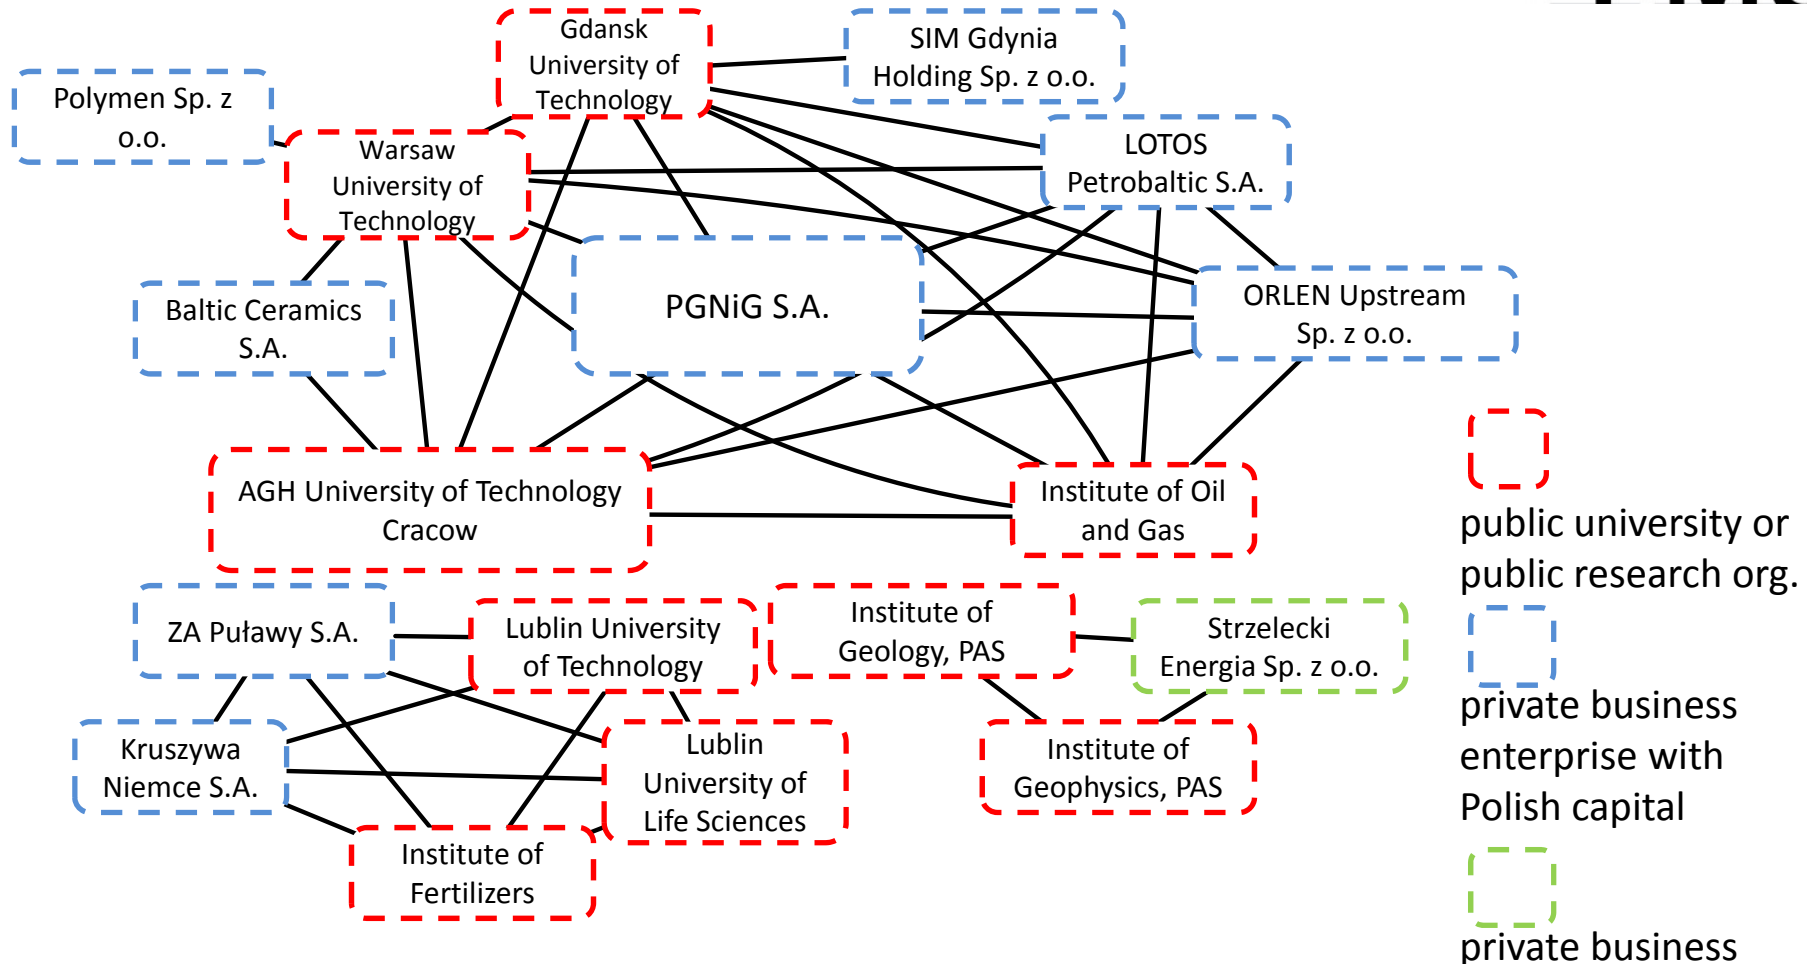 Gdansk
University of
Technology
SIM Gdynia
Holding Sp. z o.o.
Polymen Sp. z
o.o.
Warsaw
University of
Technology
LOTOS
Petrobaltic S.A.
PGNiG S.A.
ORLEN Upstream
Sp. z o.o.
Baltic Ceramics
S.A.
AGH University of Technology
Cracow
Institute of Oil
and Gas
public university or
public research org.
ZA Puławy S.A.
Lublin University
of Technology
Institute of
Geology, PAS
Strzelecki
Energia Sp. z o.o.
private business
enterprise with
Polish capital
Kruszywa
Niemce S.A.
Lublin
University of
Life Sciences
Institute of
Geophysics, PAS
Institute of
Fertilizers
private business